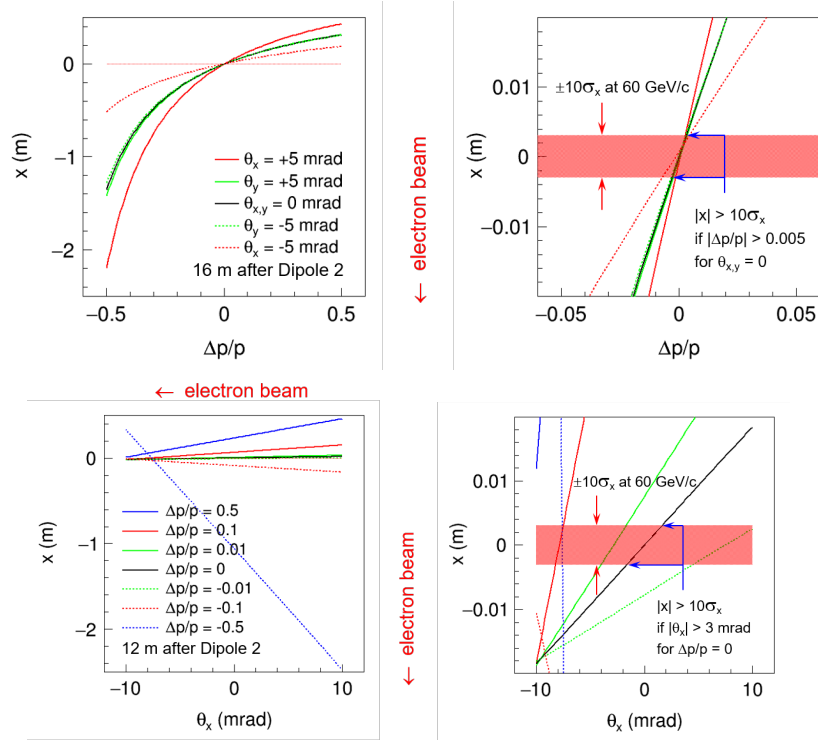 0
−1
−2
x (m)
θx = +5 mrad
θy = +5 mrad
θx,y = 0 mrad
θy = -5 mrad
θx = -5 mrad
16 m after Dipole 2
−0.5
0
0.5
Δp/p
← electron beam
0.01
0
−0.01
x (m)
±10σx at 60 GeV/c
|x| > 10σx
if |Δp/p| > 0.005
for θx,y = 0
−0.05
0
0.05
Δp/p
← electron beam
0
−1
−2
x (m)
Δp/p = 0.5
Δp/p = 0.1
Δp/p = 0.01
Δp/p = 0
Δp/p = -0.01
Δp/p = -0.1
Δp/p = -0.5
12 m after Dipole 2
−10
0
10
θx (mrad)
← electron beam
0.01
0
−0.01
x (m)
±10σx at 60 GeV/c
|x| > 10σx
if |θx| > 3 mrad
for Δp/p = 0
−10
0
10
θx (mrad)